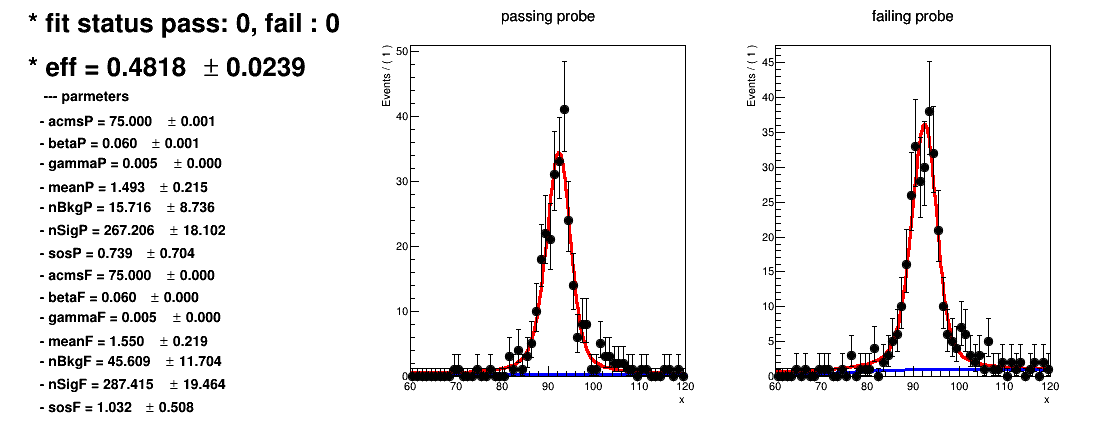 * fit status pass: 0, fail : 0
* eff = 0.4818 ± 0.0239
--- parmeters
- acmsP = 75.000 ± 0.001
- betaP = 0.060 ± 0.001
- gammaP = 0.005 ± 0.000
- meanP = 1.493 ± 0.215
- nBkgP = 15.716 ± 8.736
- nSigP = 267.206 ± 18.102
- sosP = 0.739 ± 0.704
- acmsF = 75.000 ± 0.000
- betaF = 0.060 ± 0.000
- gammaF = 0.005 ± 0.000
- meanF = 1.550 ± 0.219
- nBkgF = 45.609 ± 11.704
- nSigF = 287.415 ± 19.464
- sosF = 1.032 ± 0.508
passing probe
Events / ( 1 )
50
40
30
20
10
0
60 70 80 90 100 110 120
x
failing probe
Events / ( 1 )
45
40
35
30
25
20
15
10
5
0
60 70 80 90 100 110 120
x